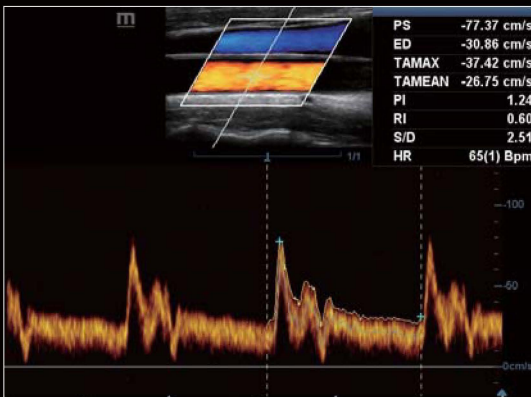 m
PS -77.37 cm/s
ED -30.86 cm/s
TAMAX -37.42 cm/s
TAMEAN -26.75 cm/s
PI 1.24
RI 0.60
S/D 2.51
HR 65(1) Bpm
1 1/1
-100
-50
0cm/s